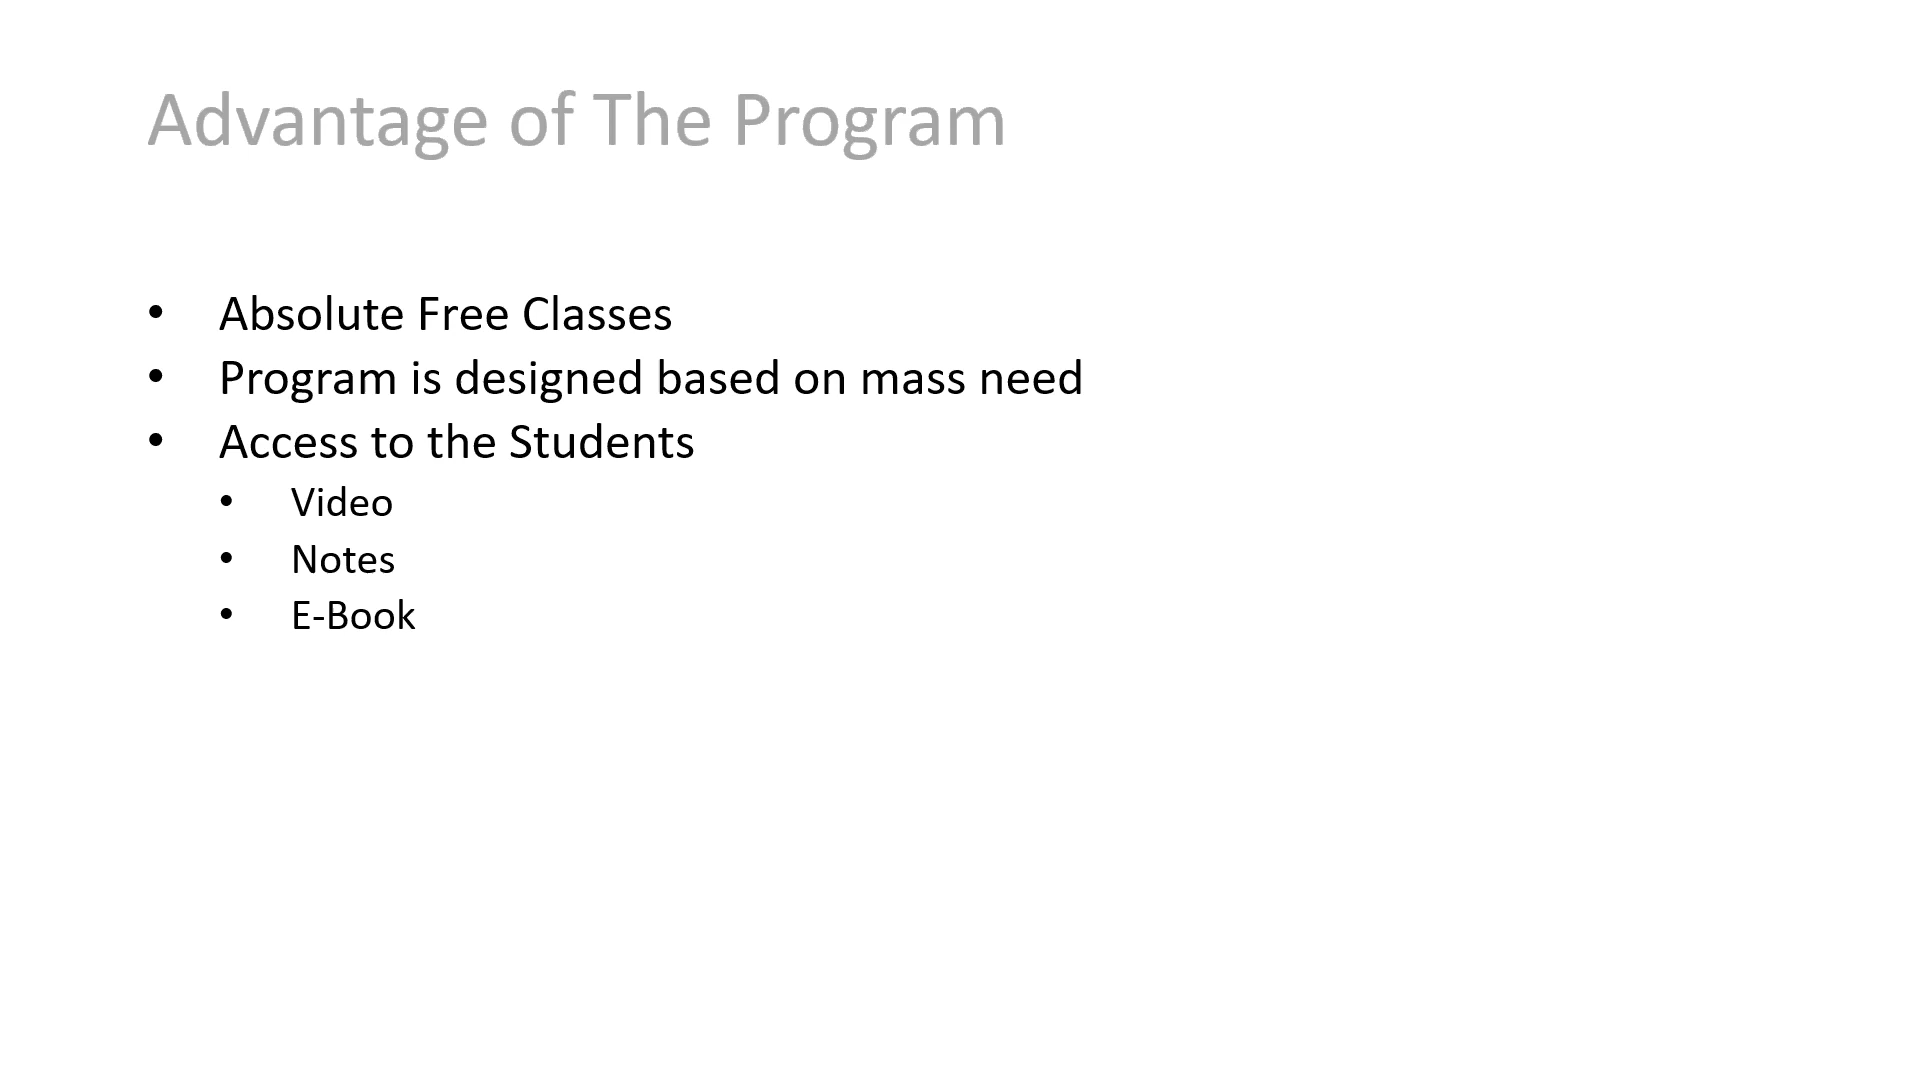 Advantage of The Program
• Absolute Free Classes
• Program is designed based on mass need
• Access to the Students
• Video
• Notes
• E-Book